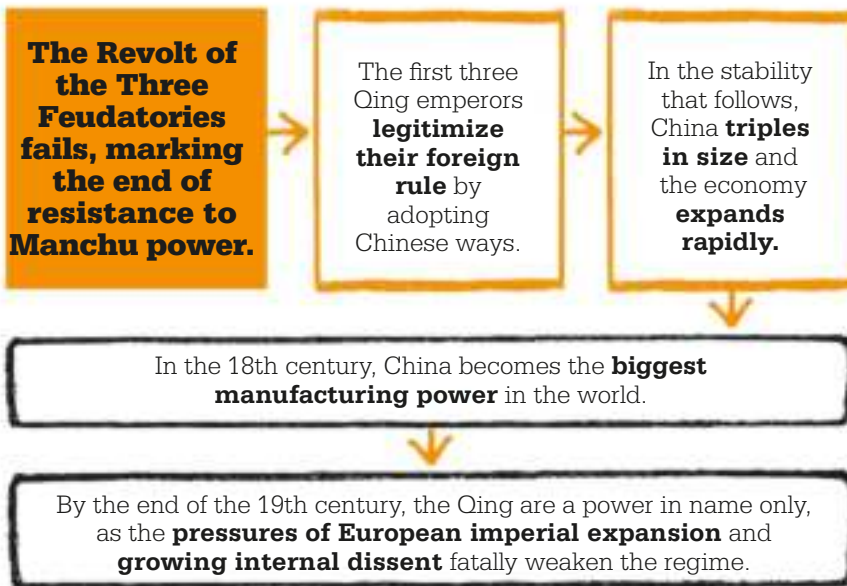 The Revolt of
the Three
Feudatories
fails, marking
the end of
resistance to
Manchu power.
The first three
Qing emperors
legitimize
their foreign
rule by
adopting
Chinese ways.
In the stability
that follows,
China triples
in size and
the economy
expands
rapidly.
In the 18th century, China becomes the biggest
manufacturing power in the world.
By the end of the 19th century, the Qing are a power in name only,
as the pressures of European imperial expansion and
growing internal dissent fatally weaken the regime.